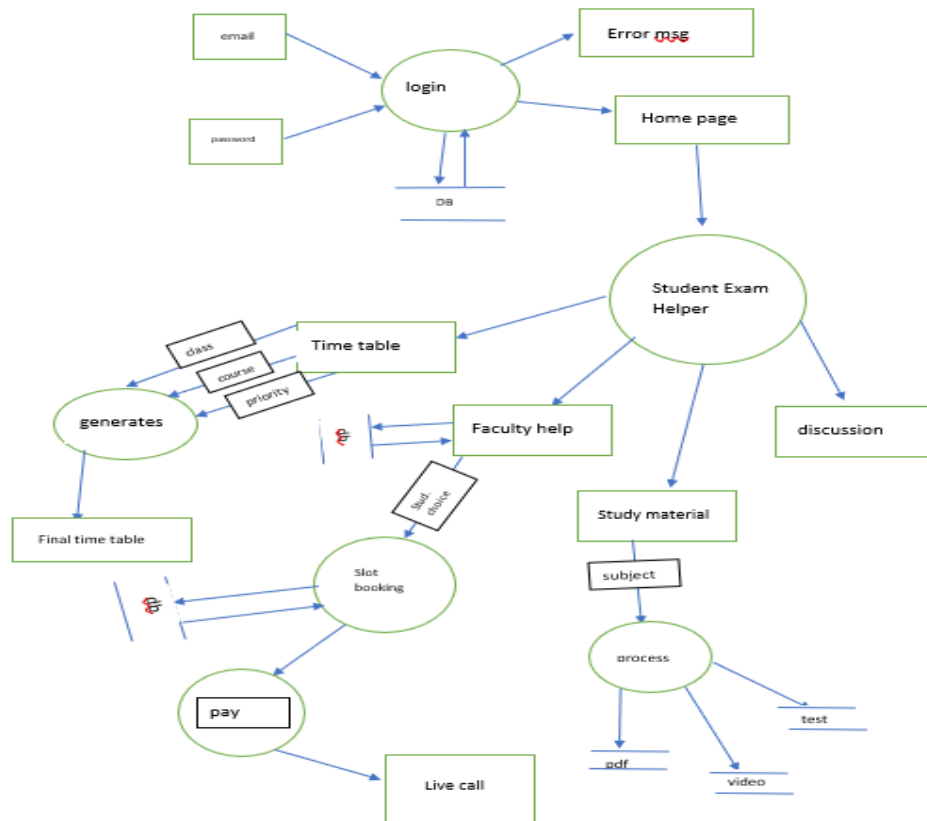 email
Error msg
login
Home page
password
DB
Student Exam
Helper
class
Time table
course
priority
generates
db
Faculty help
discussion
Stud.
choice
Study material
Final time table
Slot
booking
subject
db
process
pay
test
pdf
video
Live call